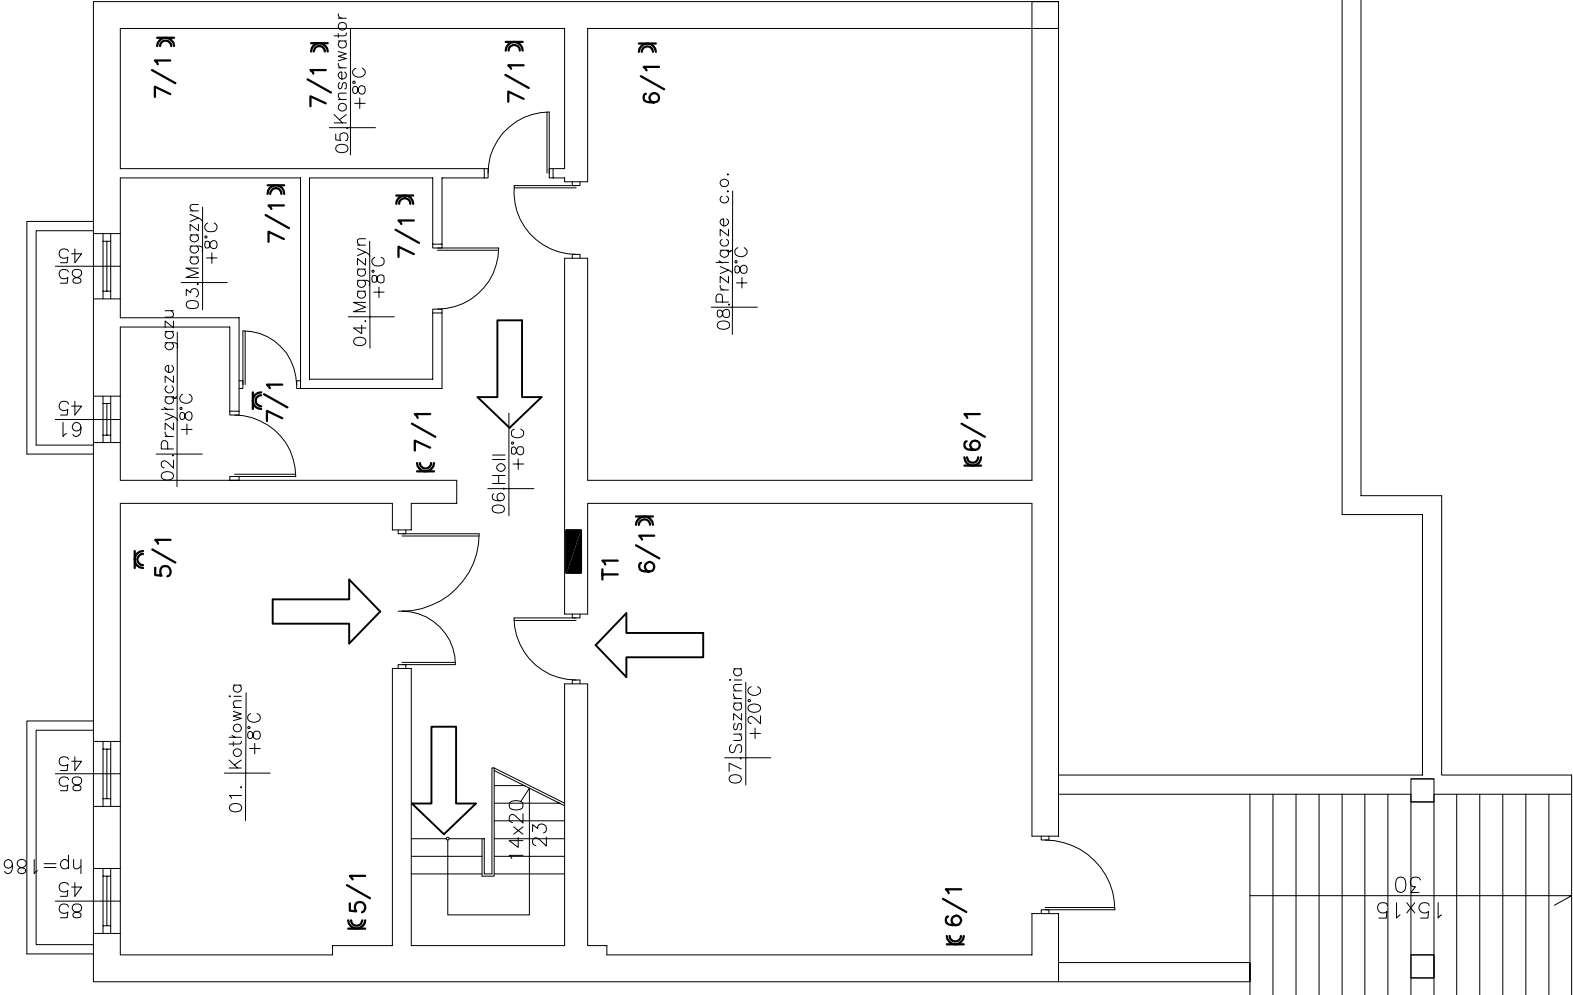 7/1
7/1
7/1
6/1
05.Konserwator
+8°C
03.Magazyn
+8°C
7/1
04.Magazyn
+8°C
7/1
08.Przyłącze c.o.
+8°C
45
85
45
61
02.Przyłącze gazu
+8°C
7/1
7/1
06.Holl
+8°C
6/1
5/1
T1
6/1
01. Kotłownia
+8°C
07.Suszarnia
+20°C
45
85
hp=186
45
85
5/1
14x20
23
6/1
15x15
30